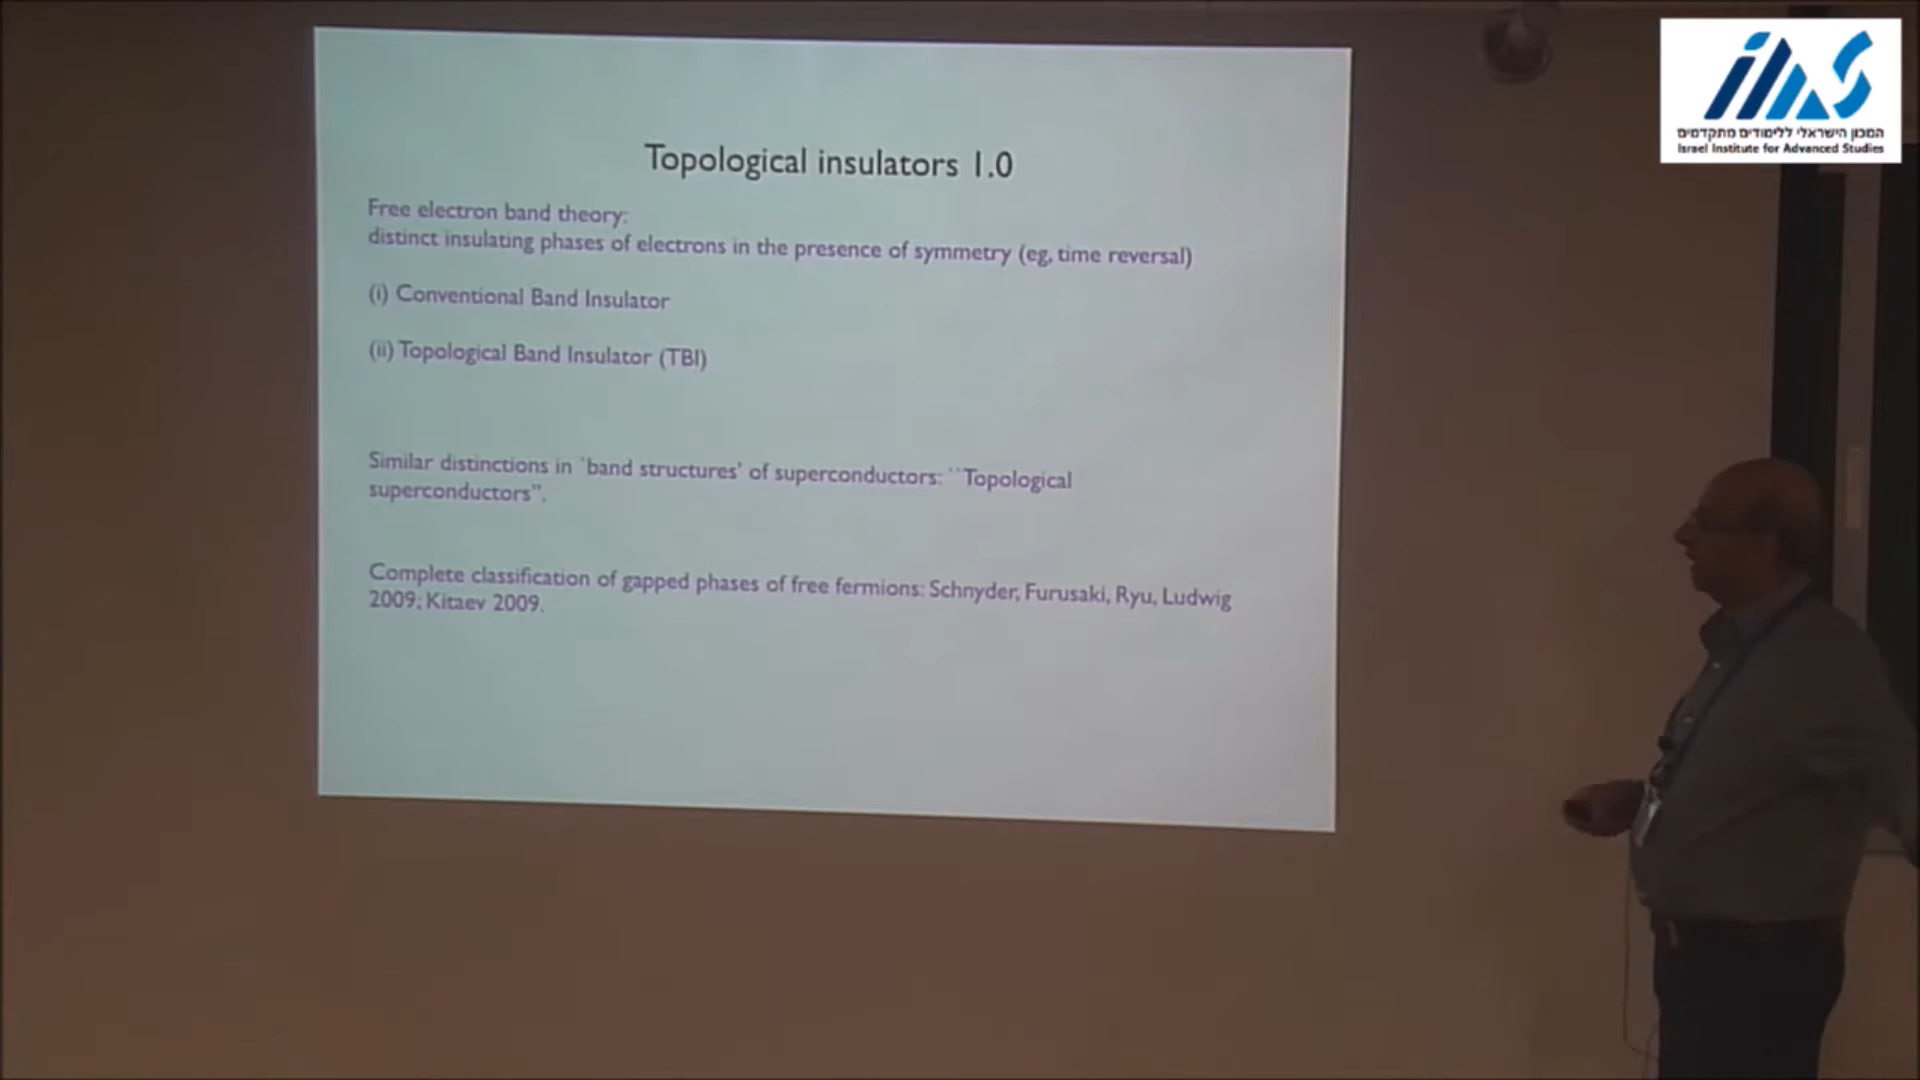 Topological insulators 1.0
Free electron band theory:
distinct insulating phases of electrons in the presence of symmetry (eg, time reversal)
(i) Conventional Band Insulator
(ii) Topological Band Insulator (TBI)
Similar distinctions in `band structures' of superconductors: ``Topological
superconductors''.
Complete classification of gapped phases of free fermions: Schnyder, Furusaki, Ryu, Ludwig
2009; Kitaev 2009.
iias
המכון הישראלי ללימודים מתקדמים
Israel Institute for Advanced Studies